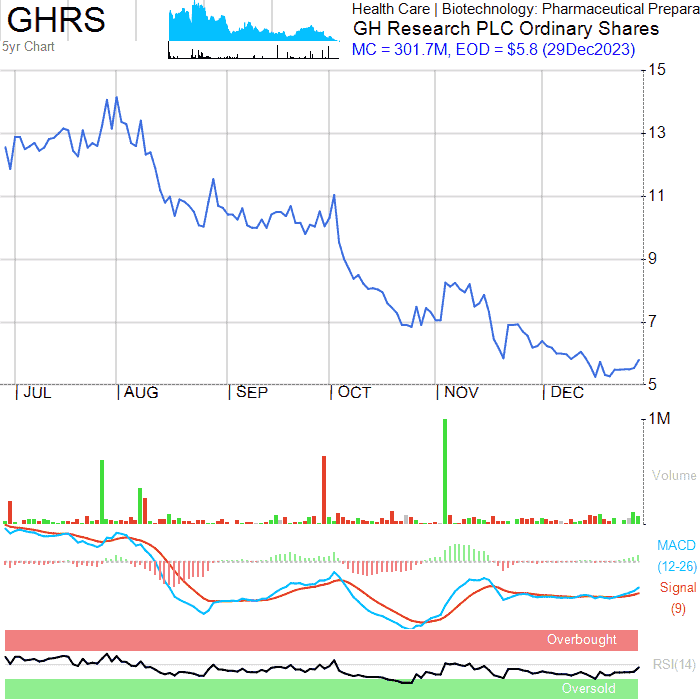 GHRS
5yr Chart
Health Care | Biotechnology: Pharmaceutical Prepara
GH Research PLC Ordinary Shares
MC = 301.7M, EOD = $5.8 (29Dec2023)
15
13
11
9
7
5
JUL AUG SEP OCT NOV DEC
1M
Volume
MACD
(12-26)
Signal
(9)
Overbought
RSI(14)
Oversold